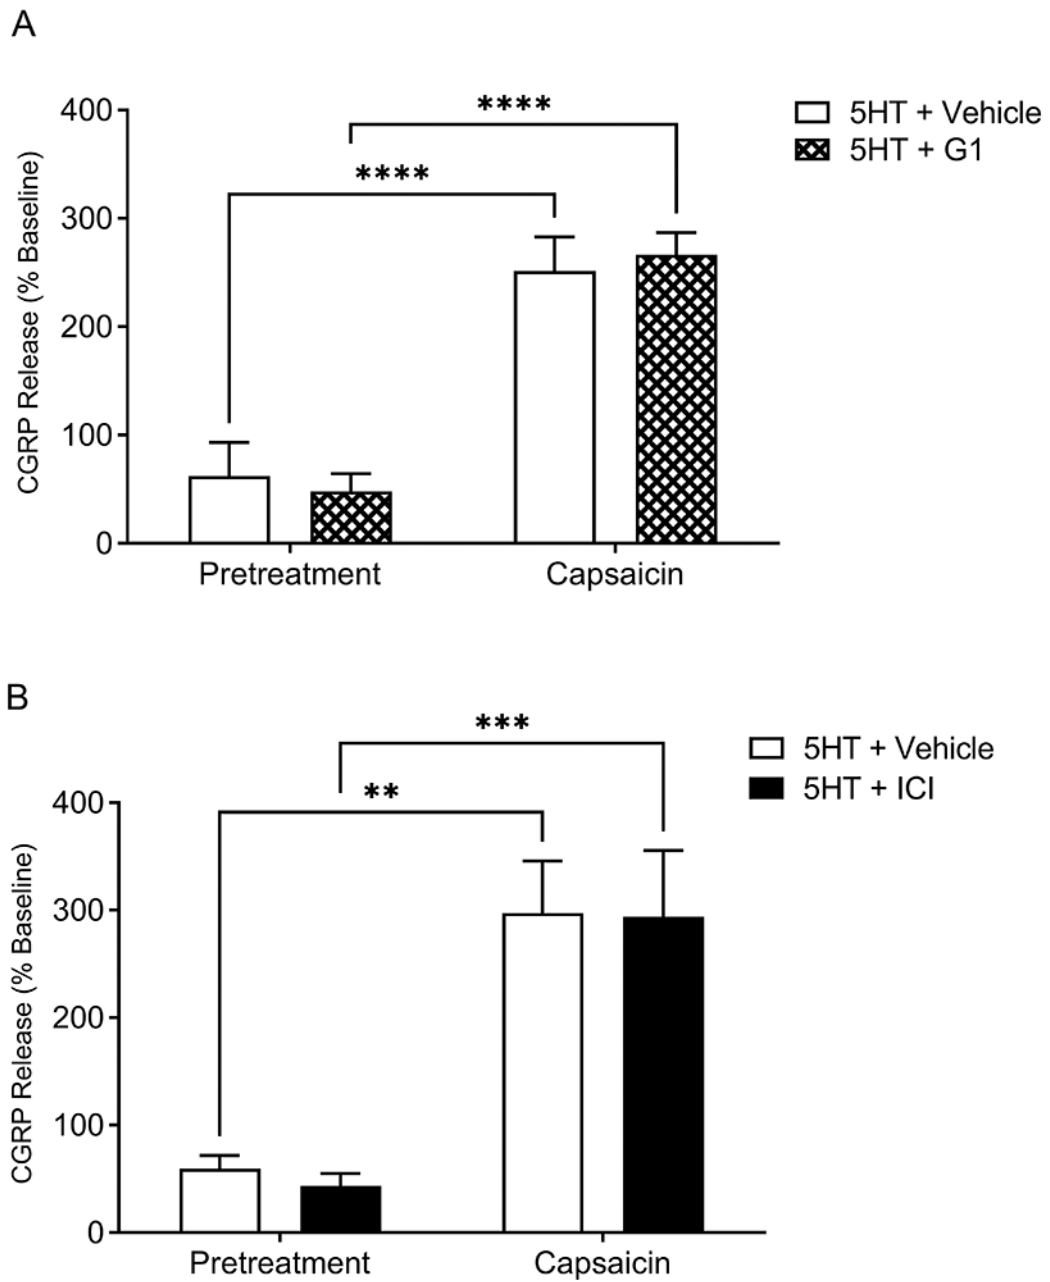 A
****
400
5HT + Vehicle
5HT + G1
****
300
200
100
0
CGRP Release (% Baseline)
Pretreatment
Capsaicin
B
***
5HT + Vehicle
5HT + ICI
**
400
300
200
100
0
CGRP Release (% Baseline)
Pretreatment
Capsaicin